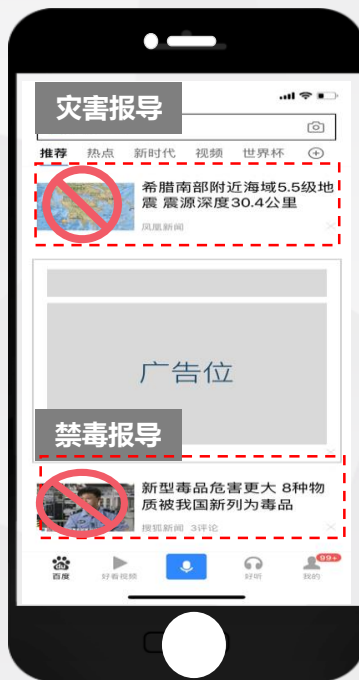 灾害报导
推荐 热点 新时代 视频 世界杯
希腊南部附近海域5.5级地
震 震源深度30.4公里
凤凰新闻
广告位
禁毒报导
新型毒品危害更大 8种物
质被我国新列为毒品
搜狐新闻 3评论
99+
du
百度 好看视频 好听 我的